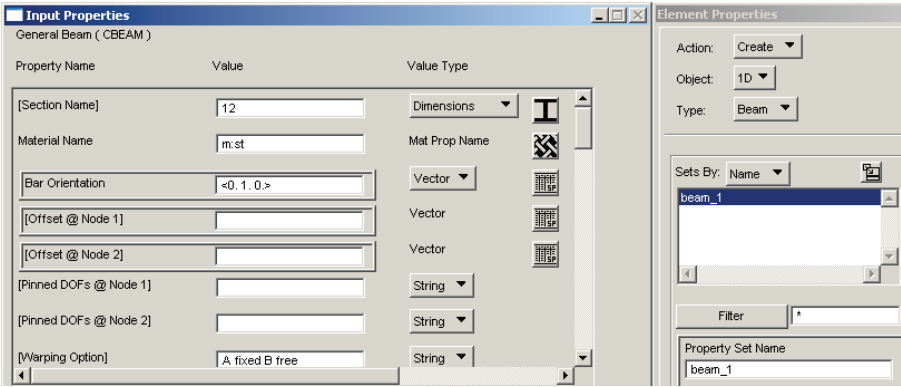 Input Properties
General Beam ( CBEAM )
Property Name Value Value Type
[Section Name] 12 Dimensions
Material Name m:st Mat Prop Name
Bar Orientation <0. 1. 0.> Vector
[Offset @ Node 1] Vector
[Offset @ Node 2] Vector
[Pinned DOFs @ Node 1] String
[Pinned DOFs @ Node 2] String
[Warping Option] A fixed B free String
SP
SP
SP
Element Properties
Action: Create
Object: 1D
Type: Beam
Sets By: Name
beam_1
Filter *
Property Set Name
beam_1